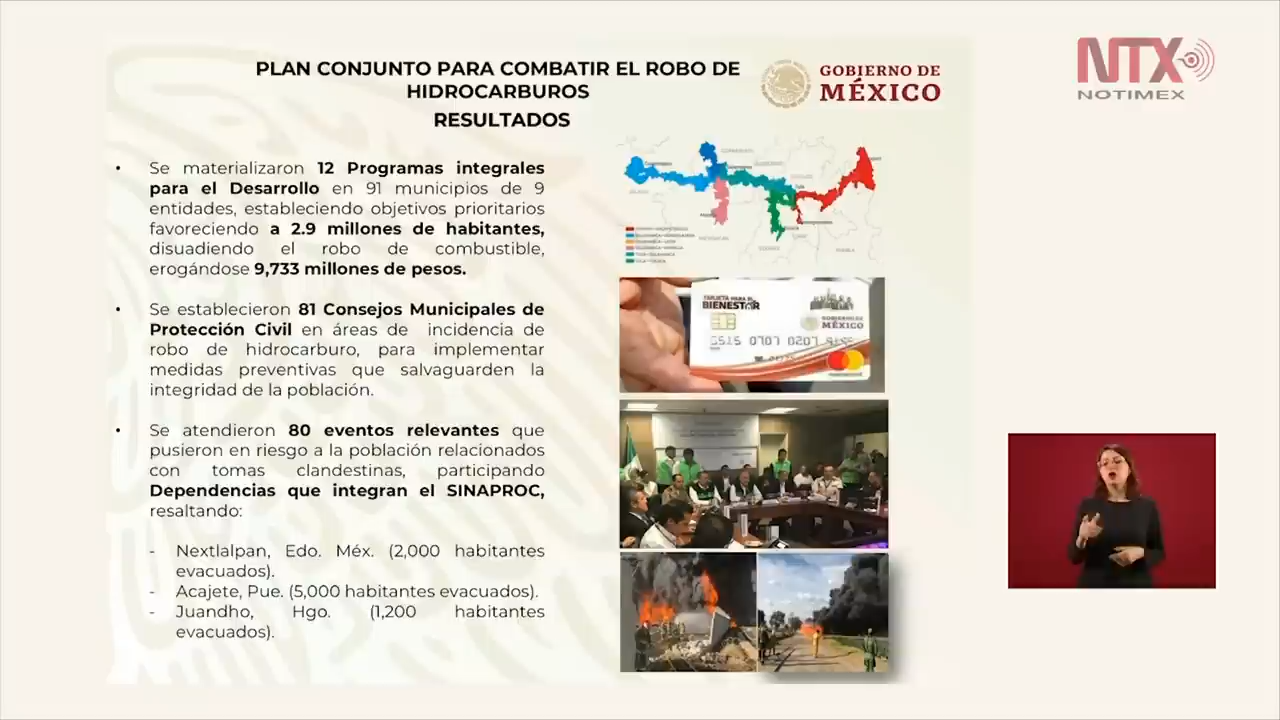 PLAN CONJUNTO PARA COMBATIR EL ROBO DE
HIDROCARBUROS
RESULTADOS
GOBIERNO DE
MÉXICO
NTX
NOTIMEX
• Se materializaron 12 Programas integrales
para el Desarrollo en 91 municipios de 9
entidades, estableciendo objetivos prioritarios
favoreciendo a 2.9 millones de habitantes,
disuadiendo el robo de combustible,
erogándose 9,733 millones de pesos.
• Se establecieron 81 Consejos Municipales de
Protección Civil en áreas de incidencia de
robo de hidrocarburo, para implementar
medidas preventivas que salvaguarden la
integridad de la población.
• Se atendieron 80 eventos relevantes que
pusieron en riesgo a la población relacionados
con tomas clandestinas, participando
Dependencias que integran el SINAPROC,
resaltando:
- Nextlalpan, Edo. Méx. (2,000 habitantes
evacuados).
- Acajete, Pue. (5,000 habitantes evacuados).
- Juandho, Hgo. (1,200 habitantes
evacuados).
TARJETA PARA EL
BIENESTAR
GOBIERNO DE
MÉXICO
mastercard